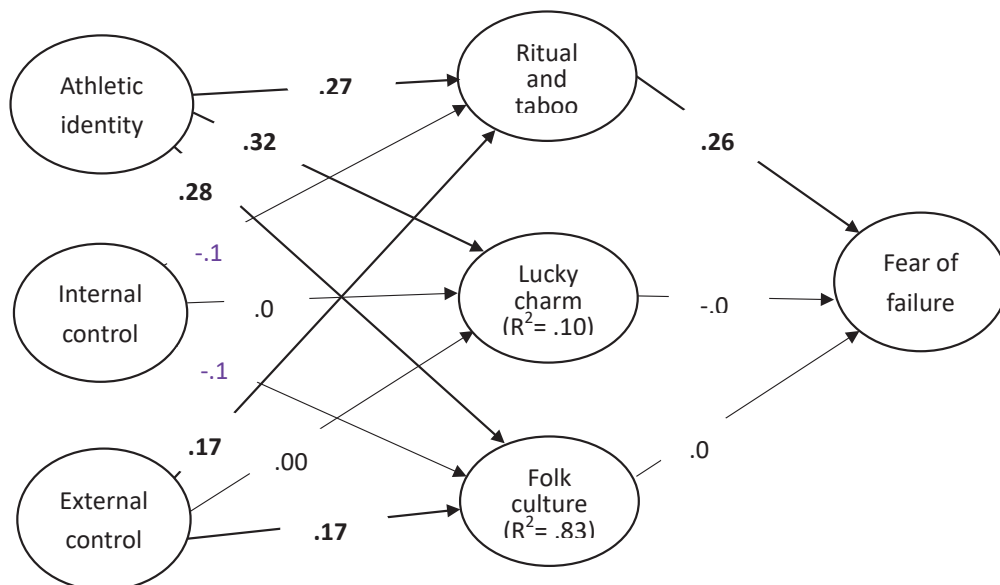 Athletic
identity
.27
.32
.28
Ritual
and
taboo
.26
Internal
control
-.1
.0
-.1
Lucky
charm
(R²= .10)
-.0
Fear of
failure
External
control
.17
.00
.17
Folk
culture
(R²= .83)
.0